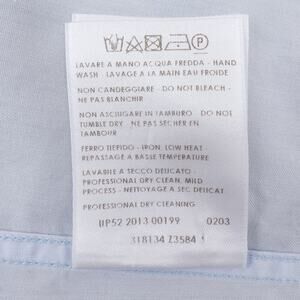 LAVARE A MANO ACQUA FREDDA - HAND
WASH - LAVAGE A LA MAIN EAU FROIDE
NON CANDEGGIARE - DO NOT BLEACH -
NE PAS BLANCHIR
NON ASCIUGARE IN TAMBURO - DO NOT
TUMBLE DRY - NE PAS SÉCHER EN
TAMBOUR
FERRO TIEPIDO - IRON, LOW HEAT -
REPASSAGE A BASSE TEMPERATURE
LAVABILE A SECCO DELICATO -
PROFESSIONAL DRY CLEAN, MILD
PROCESS - NETTOYAGE A SEC DELICAT
PROFESSIONAL DRY CLEANING
UP52 2013 00199 0203
318134 Z3584